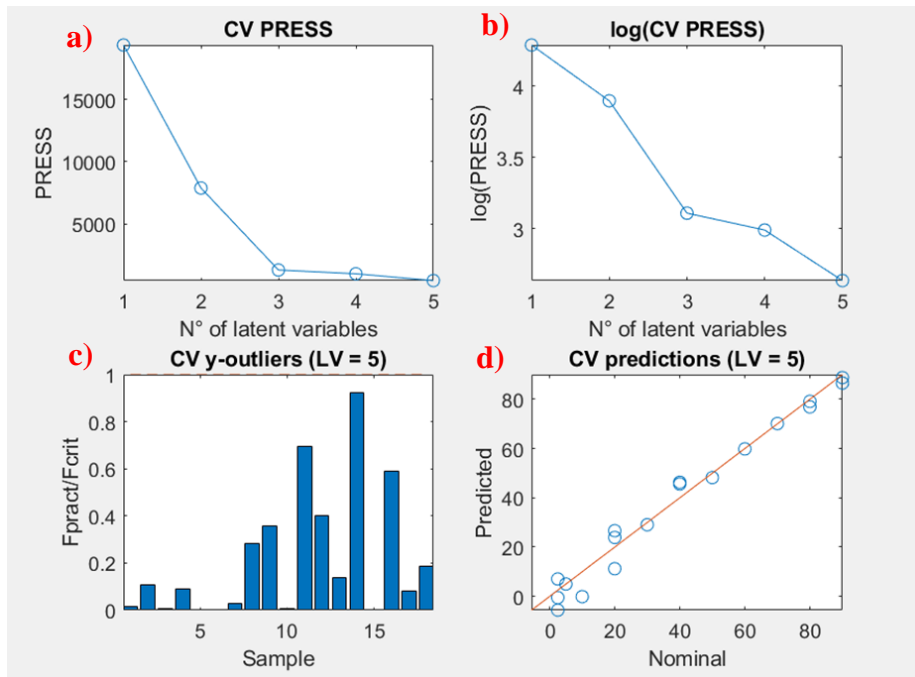 a)
CV PRESS
PRESS
15000
10000
5000
1 2 3 4 5
N° of latent variables
b)
log(CV PRESS)
log(PRESS)
4
3.5
3
1 2 3 4 5
N° of latent variables
c)
CV y-outliers (LV = 5)
Fpract/Fcrit
1
0.8
0.6
0.4
0.2
0
5 10 15
Sample
d)
CV predictions (LV = 5)
Predicted
80
60
40
20
0
0 20 40 60 80
Nominal